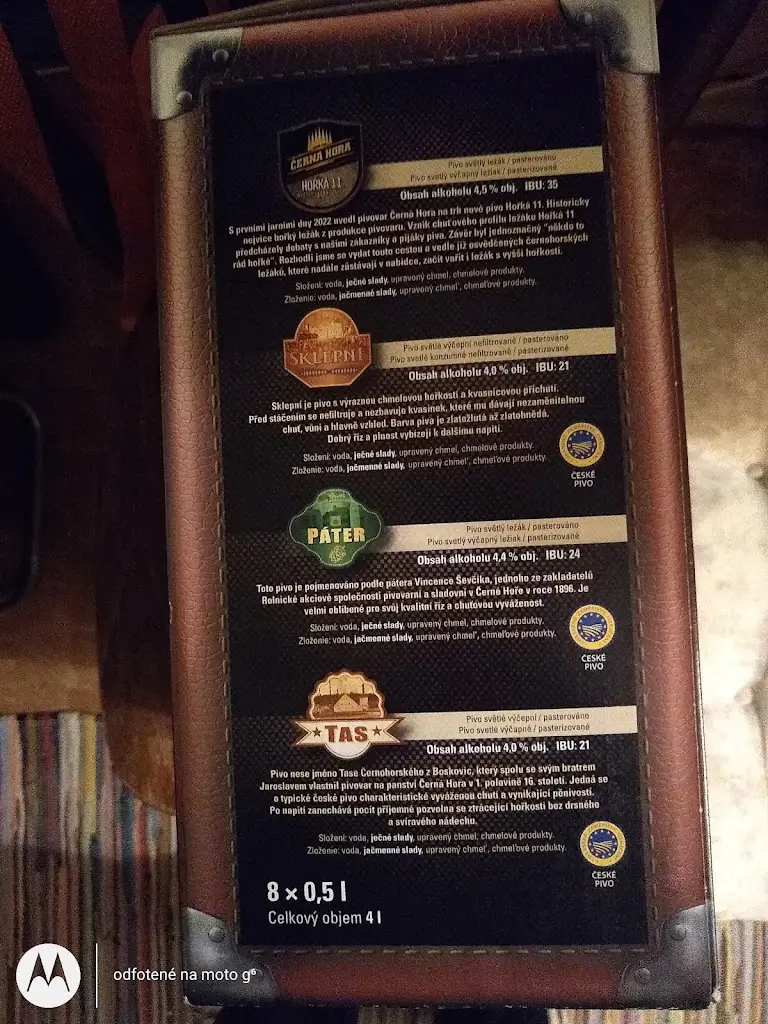 ČERNÁ HORA
HOŘKÁ 11
Pivo světlý ležák / pasterováno
Pivo svetlý výčapný ležiak / pasterizované
Obsah alkoholu 4,5 % obj. IBU: 35
S prvními jarními dny 2022 uvedl pivovar Černá Hora na trh nové pivo Hořká 11. Historicky
nejvíce hořký ležák z produkce pivovaru. Vznik chuťového profilu ležáku Hořká 11
předcházely debaty s našimi zákazníky a pijáky piva. Závěr byl jednoznačný "někdo to
rád hořké". Rozhodli jsme se vydat touto cestou a vedle již osvědčených černohorských
ležáků, které nadále zůstávají v nabídce, začít vařit i ležák s vyšší hořkostí.
Složení: voda, ječné slady, upravený chmel, chmelové produkty.
Zloženie: voda, jačmenné slady, upravený chmeľ, chmeľové produkty.
SKLEPNÍ
Pivo světlé výčepní nefiltrované / pasterováno
Pivo svetlé konzumné nefiltrované / pasterizované
Obsah alkoholu 4,0 % obj. IBU: 21
Sklepní je pivo s výraznou chmelovou hořkostí a kvasnicovou příchutí.
Před stáčením se nefiltruje a nezbavuje kvasinek, které mu dávají nezaměnitelnou
chuť, vůni a hlavně vzhled. Barva piva je zlatožlutá až zlatohnědá.
Dobrý říz a plnost vybízejí k dalšímu napití.
Složení: voda, ječné slady, upravený chmel, chmelové produkty.
Zloženie: voda, jačmenné slady, upravený chmeľ, chmeľové produkty.
ČESKÉ
PIVO
PÁTER
Pivo světlý ležák / pasterováno
Pivo svetlý výčapný ležiak / pasterizované
Obsah alkoholu 4,4 % obj. IBU: 24
Toto pivo je pojmenováno podle pátera Vincence Ševčíka, jednoho ze zakladatelů
Rolnické akciové společnosti pivovarní a sladovní v Černé Hoře v roce 1896. Je
velmi oblíbené pro svůj kvalitní říz a chuťovou vyváženost.
Složení: voda, ječné slady, upravený chmel, chmelové produkty.
Zloženie: voda, jačmenné slady, upravený chmeľ, chmeľové produkty.
ČESKÉ
PIVO
TAS
Pivo světlé výčepní / pasterováno
Pivo svetlé výčapné / pasterizované
Obsah alkoholu 4,0 % obj. IBU: 21
Pivo nese jméno Tase Černohorského z Boskovic, který spolu se svým bratrem
Jaroslavem vlastnil pivovar na panství Černá Hora v 1. polovině 16. století. Jedná se
o typické české pivo charakteristické vyváženou chutí a vynikající pěnivostí.
Po napití zanechává pocit příjemné pozvolna se ztrácející hořkosti bez drsného
a svíravého nádechu.
Složení: voda, ječné slady, upravený chmel, chmelové produkty.
Zloženie: voda, jačmenné slady, upravený chmeľ, chmeľové produkty.
ČESKÉ
PIVO
8 × 0,5 l
Celkový objem 4 l
odfotené na moto g⁶